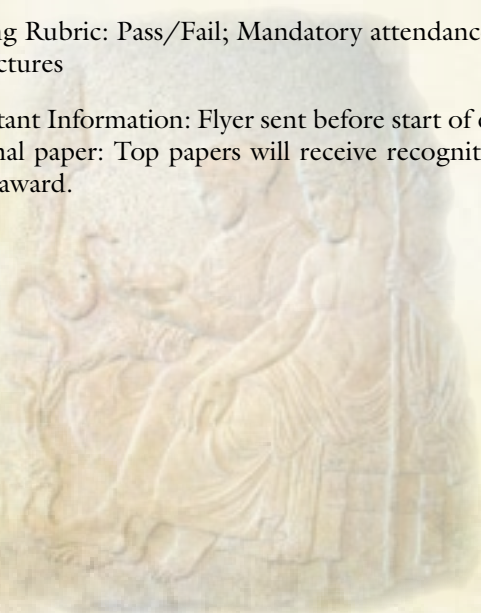 ng Rubric: Pass/Fail; Mandatory attendanc
ctures
tant Information: Flyer sent before start of
nal paper: Top papers will receive recognit
award.